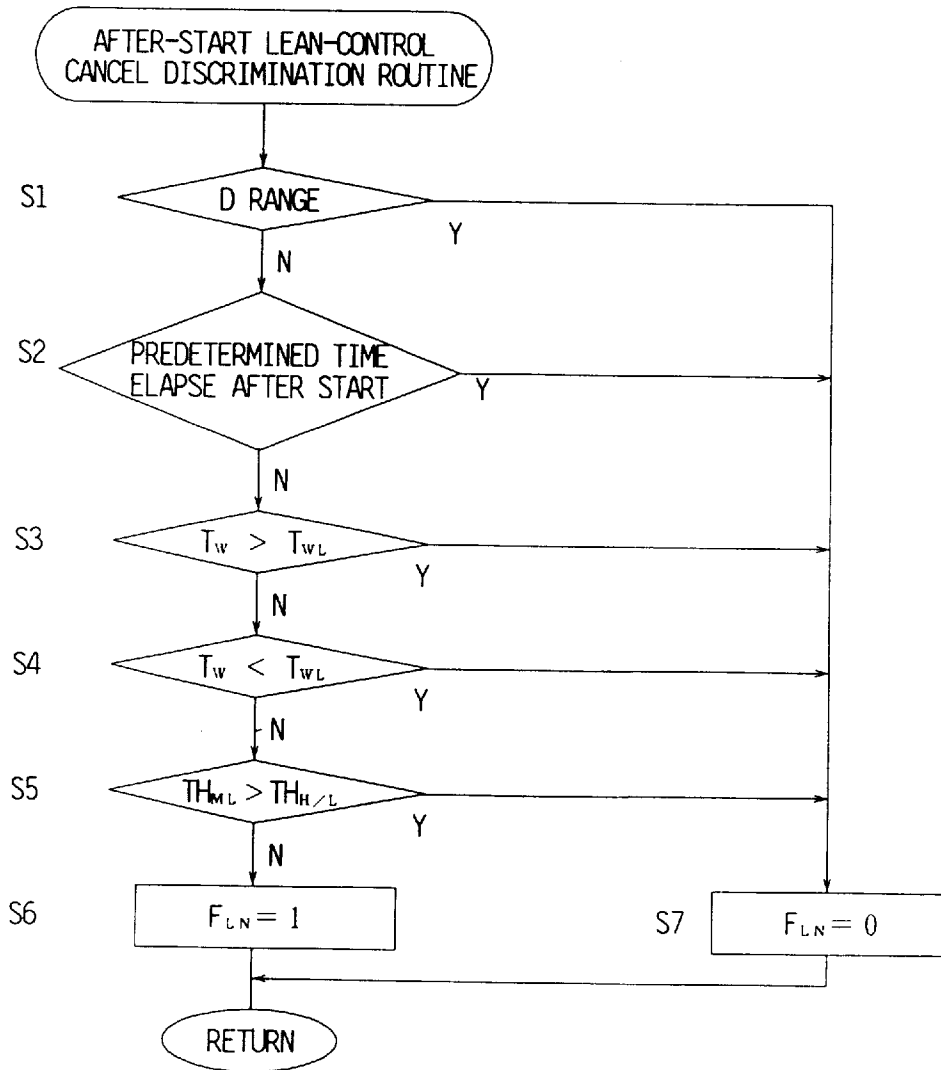 AFTER-START LEAN-CONTROL
CANCEL DISCRIMINATION ROUTINE
S1
D RANGE
Y
N
S2
PREDETERMINED TIME
ELAPSE AFTER START
Y
N
S3
TW > TWL
Y
N
S4
TW < TWL
Y
N
S5
THML > THH/L
Y
N
S6
FLN = 1
S7
FLN = 0
RETURN